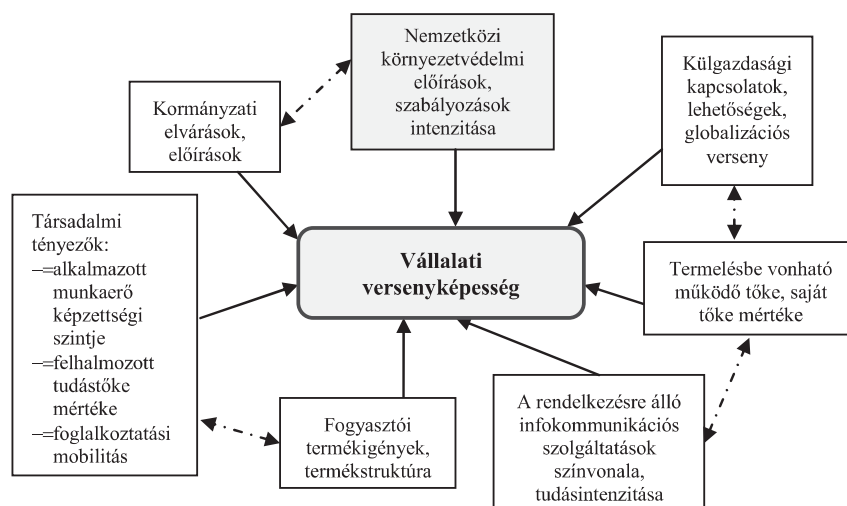 Nemzetközi
környezetvédelmi
előírások,
szabályozások
intenzitása
Kormányzati
elvárások,
előírások
Külgazdasági
kapcsolatok,
lehetőségek,
globalizációs
verseny
Társadalmi
tényezők:
–=alkalmazott
munkaerő
képzettségi
szintje
–=felhalmozott
tudástőke
mértéke
–=foglalkoztatási
mobilitás
Vállalati
versenyképesség
Termelésbe vonható
működő tőke, saját
tőke mértéke
Fogyasztói
termékigények,
termékstruktúra
A rendelkezésre álló
infokommunikációs
szolgáltatások
színvonala,
tudásintenzitása